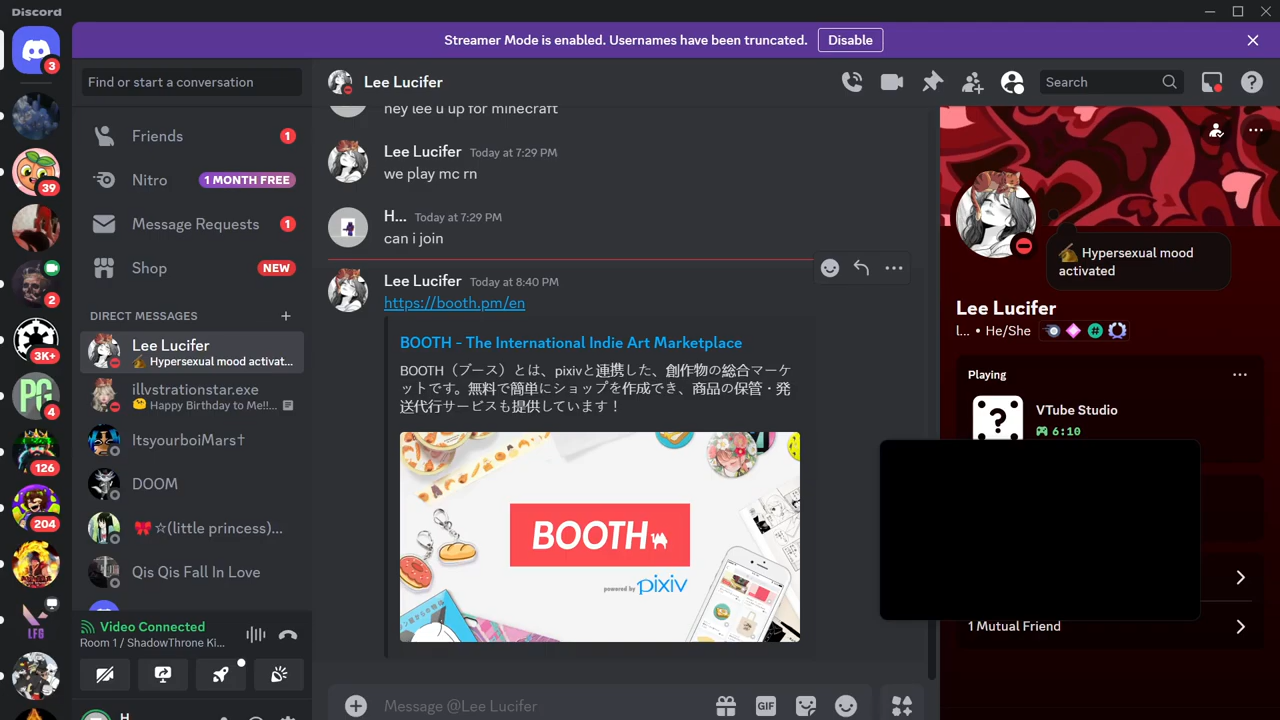 Discord
Streamer Mode is enabled. Usernames have been truncated.
Disable
3
39
2
3K+
PG
4
126
204
LFG
Find or start a conversation
Friends
1
Nitro
1 MONTH FREE
Message Requests
1
Shop
NEW
DIRECT MESSAGES
Lee Lucifer
Hypersexual mood activat...
illvstrationstar.exe
Happy Birthday to Me!!...
ItsyourboiMars†
DOOM
☆(little princess)...
Qis Qis Fall In Love
Video Connected
Room 1 / ShadowThrone Ki...
H
Lee Lucifer
Search
hey lee u up for minecraft
Lee Lucifer Today at 7:29 PM
we play mc rn
H... Today at 7:29 PM
can i join
Lee Lucifer Today at 8:40 PM
https://booth.pm/en
BOOTH - The International Indie Art Marketplace
BOOTH（ブース）とは、pixivと連携した、創作物の総合マーケ
ットです。無料で簡単にショップを作成でき、商品の保管・発
送代行サービスも提供しています！
BOOTH
powered by pixiv
Message @Lee Lucifer
GIF
Hypersexual mood
activated
Lee Lucifer
l... • He/She
Playing
?
VTube Studio
6:10
1 Mutual Friend